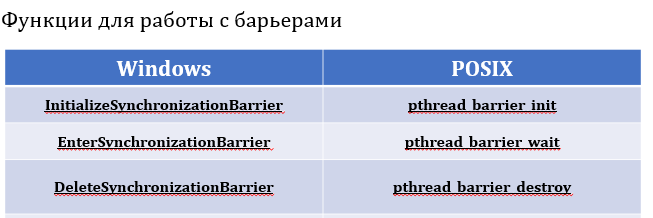 Функции для работы с барьерами
Windows POSIX
InitializeSynchronizationBarrier pthread_barrier_init
EnterSynchronizationBarrier pthread_barrier_wait
DeleteSynchronizationBarrier pthread_barrier_destroy